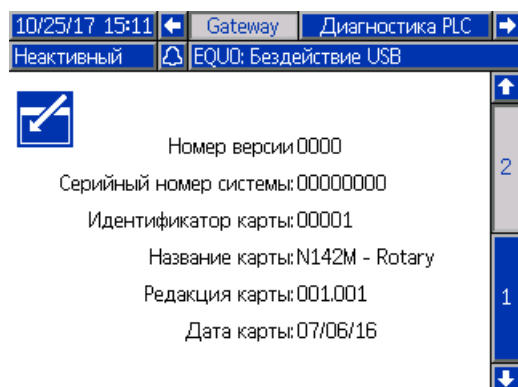 10/25/17 15:11 Gateway Диагностика PLC
Неактивный EQU0: Бездействие USB
Номер версии 0000
2
Серийный номер системы: 00000000
Идентификатор карты: 00001
Название карты: N142M - Rotary
Редакция карты: 001.001
1
Дата карты: 07/06/16